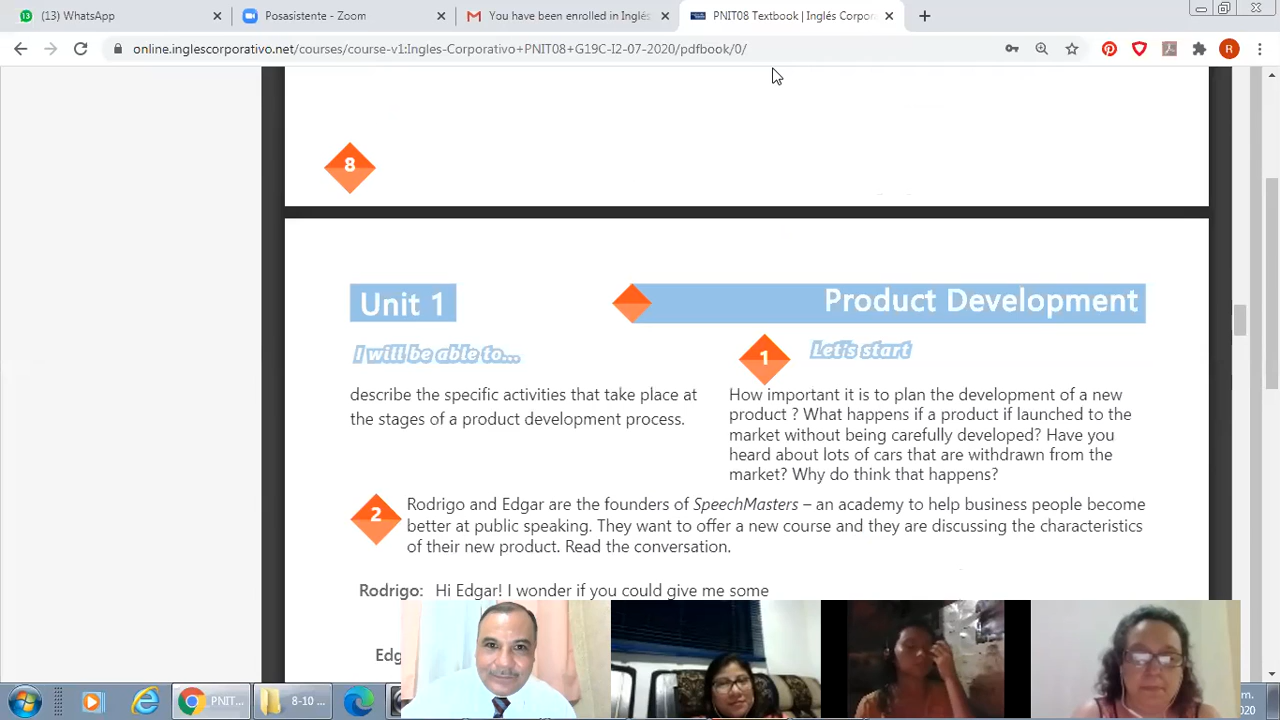 (13) WhatsApp
Posasistente - Zoom
You have been enrolled in Inglés
PNIT08 Textbook | Inglés Corpor
online.inglescorporativo.net/courses/course-v1:Ingles-Corporativo+PNIT08+G19C-I2-07-2020/pdfbook/0/
R
8
Unit 1
Product Development
I will be able to...
1
Let's start
describe the specific activities that take place at
the stages of a product development process.
How important it is to plan the development of a new
product ? What happens if a product if launched to the
market without being carefully developed? Have you
heard about lots of cars that are withdrawn from the
market? Why do think that happens?
2
Rodrigo and Edgar are the founders of SpeechMasters – an academy to help business people become
better at public speaking. They want to offer a new course and they are discussing the characteristics
of their new product. Read the conversation.
Rodrigo: Hi Edgar! I wonder if you could give me some
Edg
PNIT...
8-10 ...
.m.
2020